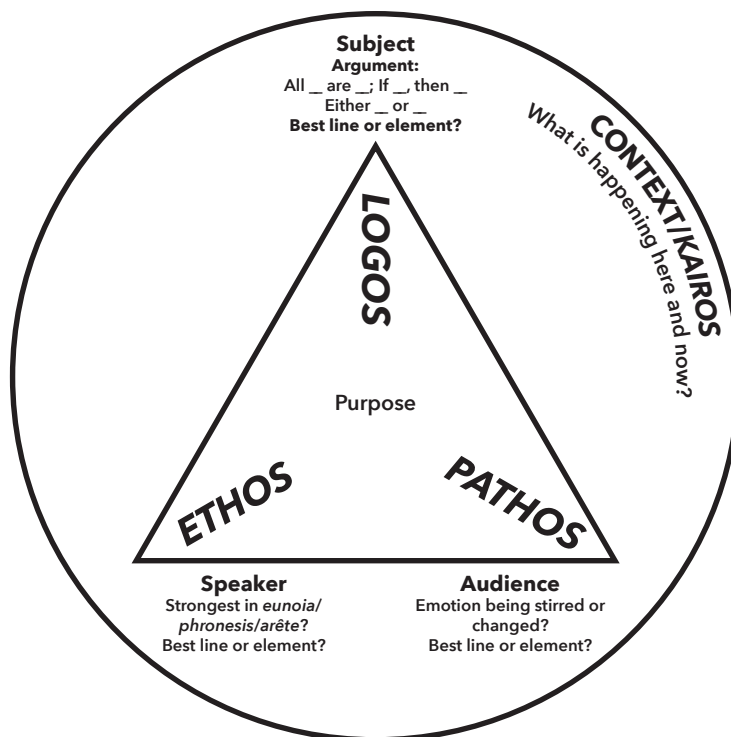 Subject
Argument:
All __ are __; If __, then __
Either __ or __
Best line or element?
CONTEXT/KAIROS
What is happening here and now?
LOGOS
Purpose
ETHOS
PATHOS
Speaker
Strongest in eunoia/
phronesis/arête?
Best line or element?
Audience
Emotion being stirred or
changed?
Best line or element?